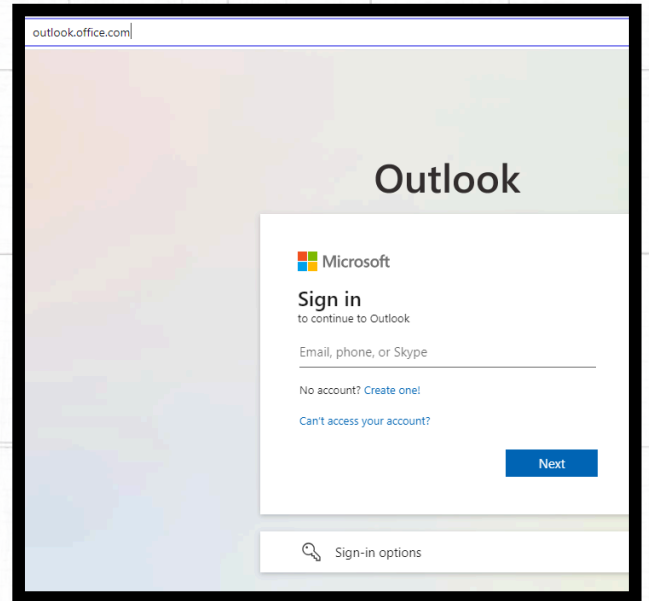 outlook.office.com
Outlook
Microsoft
Sign in
to continue to Outlook
Email, phone, or Skype
No account? Create one!
Can't access your account?
Next
Sign-in options